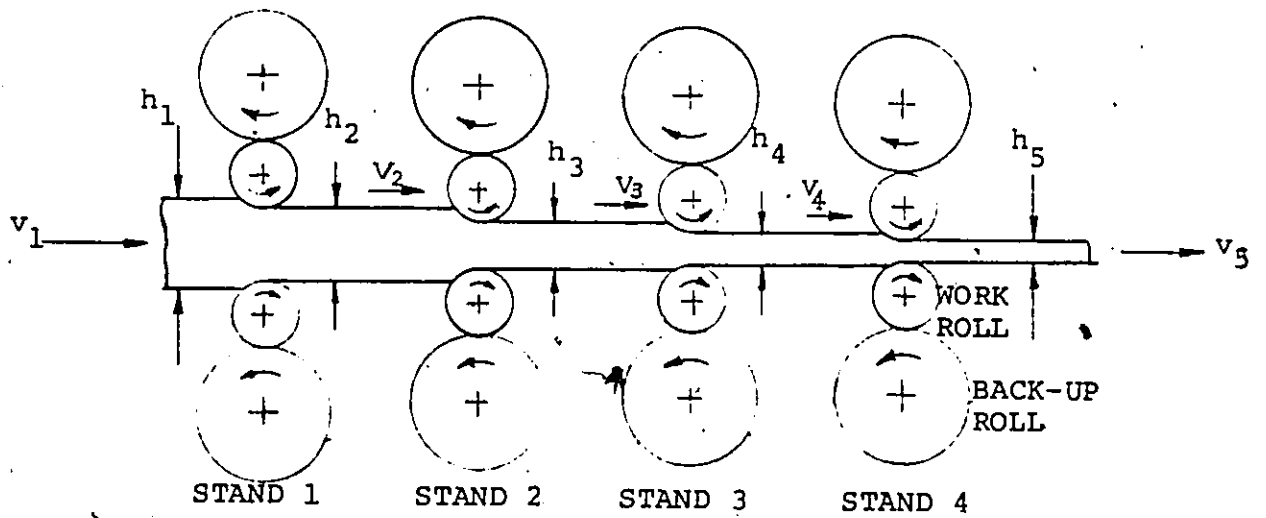 h1
h2
V2
h3
V3
h4
V4
h5
V1
V5
WORK
ROLL
BACK-UP
ROLL
STAND 1
STAND 2
STAND 3
STAND 4